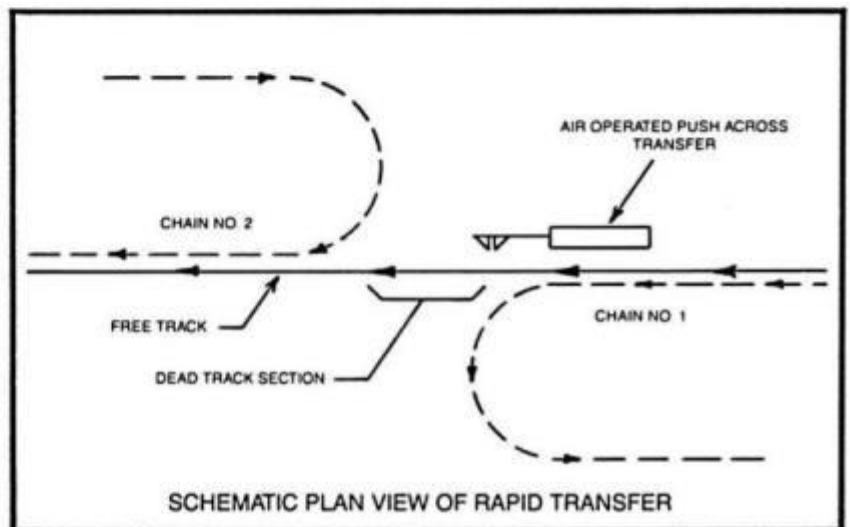 AIR OPERATED PUSH ACROSS
TRANSFER
CHAIN NO. 2
FREE TRACK
CHAIN NO. 1
DEAD TRACK SECTION
SCHEMATIC PLAN VIEW OF RAPID TRANSFER